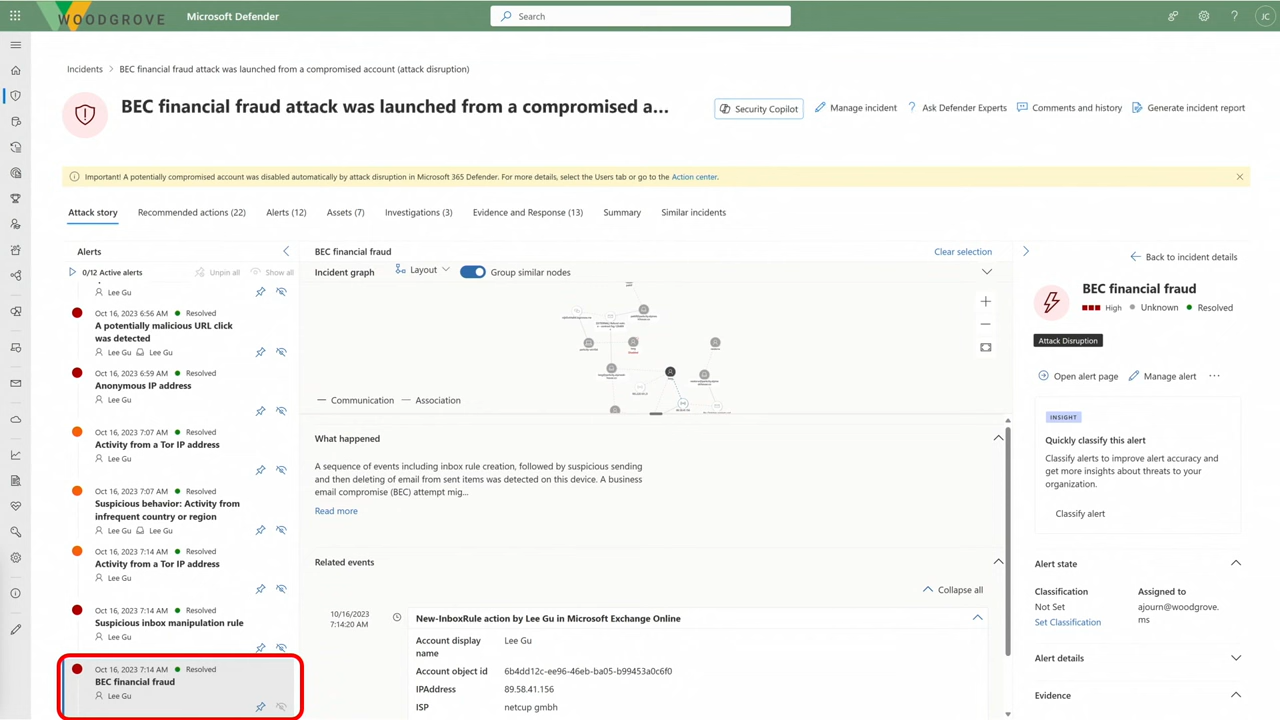 WOODGROVE
Microsoft Defender
Search
JC
Incidents > BEC financial fraud attack was launched from a compromised account (attack disruption)
BEC financial fraud attack was launched from a compromised a...
Security Copilot
Manage incident
Ask Defender Experts
Comments and history
Generate incident report
Important! A potentially compromised account was disabled automatically by attack disruption in Microsoft 365 Defender. For more details, select the Users tab or go to the Action center.
Attack story
Recommended actions (22)
Alerts (12)
Assets (7)
Investigations (3)
Evidence and Response (13)
Summary
Similar incidents
Alerts
0/12 Active alerts
Unpin all
Show all
Lee Gu
Oct 16, 2023 6:56 AM Resolved
A potentially malicious URL click
was detected
Lee Gu Lee Gu
Oct 16, 2023 6:59 AM Resolved
Anonymous IP address
Lee Gu
Oct 16, 2023 7:07 AM Resolved
Activity from a Tor IP address
Lee Gu
Oct 16, 2023 7:07 AM Resolved
Suspicious behavior: Activity from
infrequent country or region
Lee Gu Lee Gu
Oct 16, 2023 7:14 AM Resolved
Activity from a Tor IP address
Lee Gu
Oct 16, 2023 7:14 AM Resolved
Suspicious inbox manipulation rule
Lee Gu
Oct 16, 2023 7:14 AM Resolved
BEC financial fraud
Lee Gu
BEC financial fraud
Clear selection
Incident graph
Layout
Group similar nodes
Communication
Association
What happened
A sequence of events including inbox rule creation, followed by suspicious sending
and then deleting of email from sent items was detected on this device. A business
email compromise (BEC) attempt mig...
Read more
Related events
Collapse all
10/16/2023
7:14:20 AM
New-InboxRule action by Lee Gu in Microsoft Exchange Online
Account display
name
Lee Gu
Account object id
6b4dd12c-ee96-46eb-ba05-b99453a0c6f0
IPAddress
89.58.41.156
ISP
netcup gmbh
Back to incident details
BEC financial fraud
High
Unknown
Resolved
Attack Disruption
Open alert page
Manage alert
INSIGHT
Quickly classify this alert
Classify alerts to improve alert accuracy and
get more insights about threats to your
organization.
Classify alert
Alert state
Classification
Not Set
Set Classification
Assigned to
ajourn@woodgrove.
ms
Alert details
Evidence